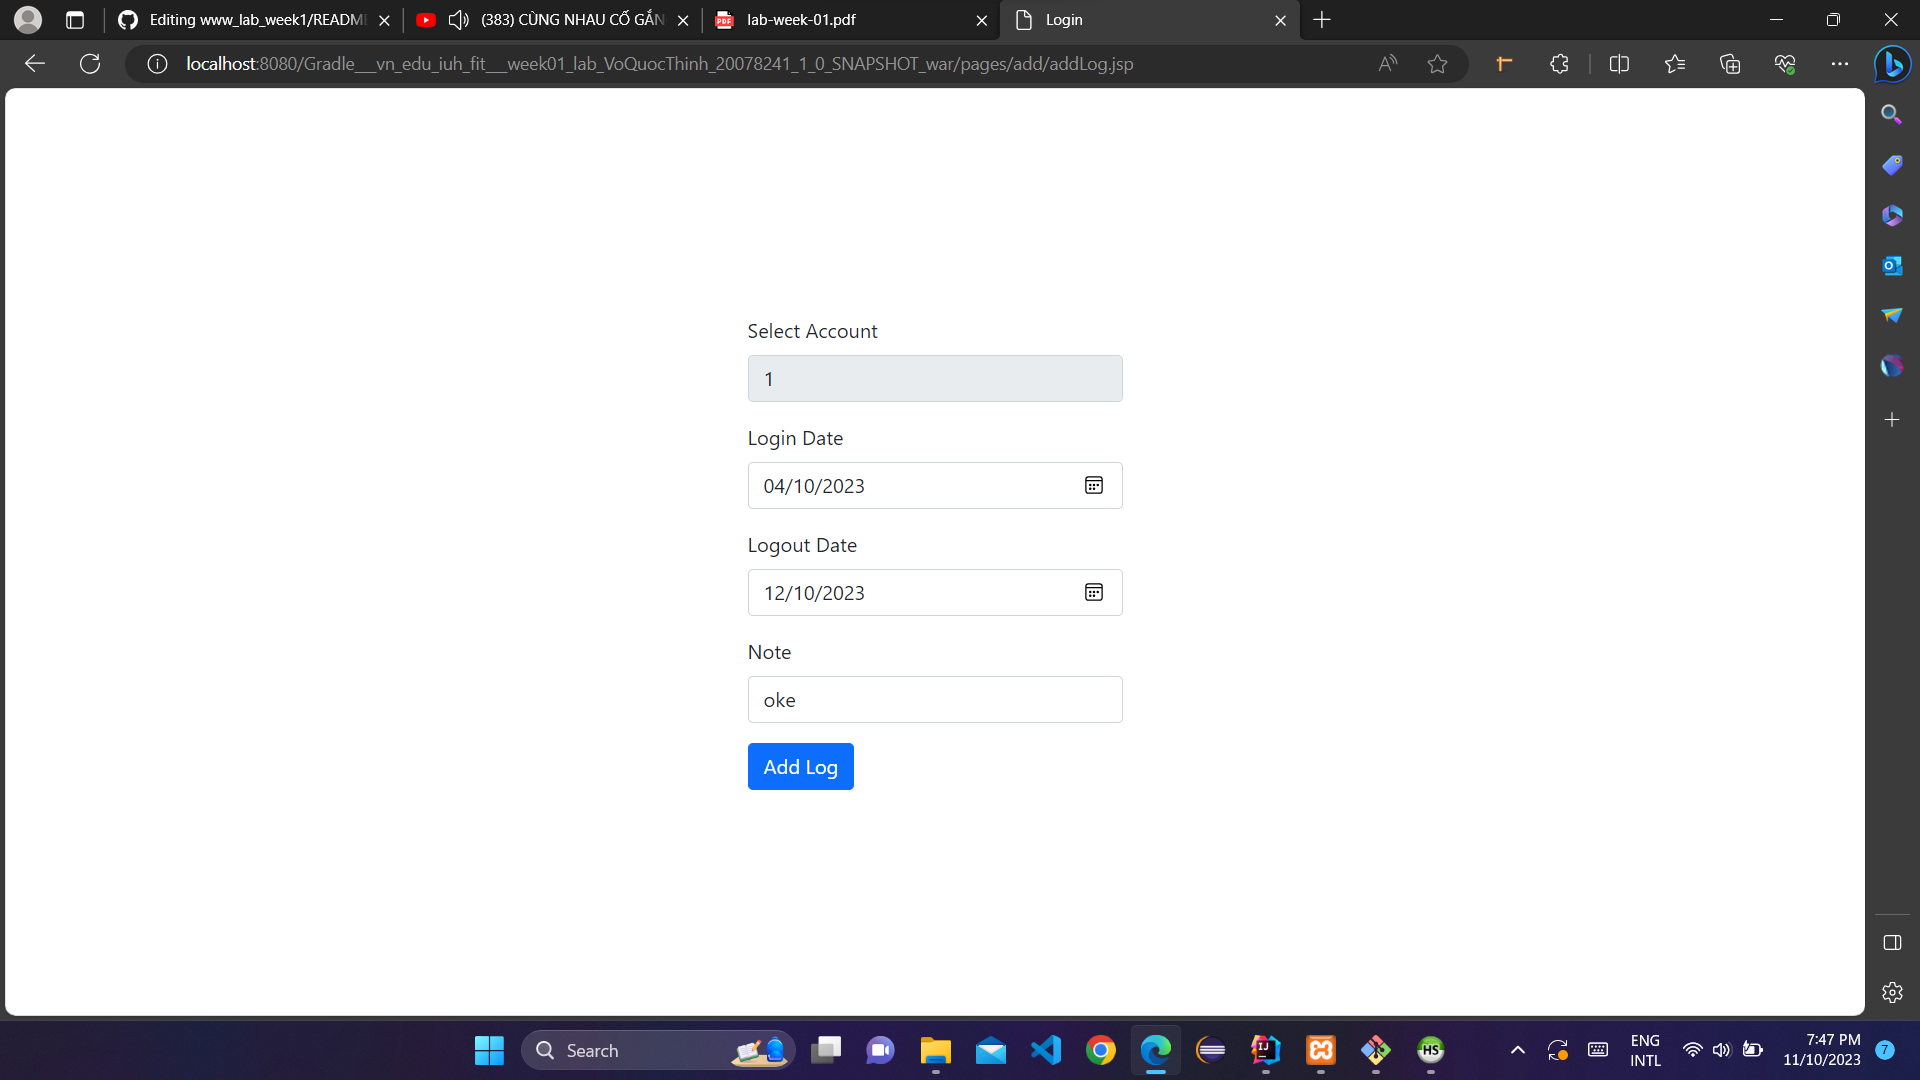 Editing www_lab_week1/READM
(383) CÙNG NHAU CỐ GẮN
lab-week-01.pdf
Login
localhost:8080/Gradle___vn_edu_iuh_fit___week01_lab_VoQuocThinh_20078241_1_0_SNAPSHOT_war/pages/add/addLog.jsp
Select Account
1
Login Date
04/10/2023
Logout Date
12/10/2023
Note
oke
Add Log
Search
ENG
INTL
7:47 PM
11/10/2023
7